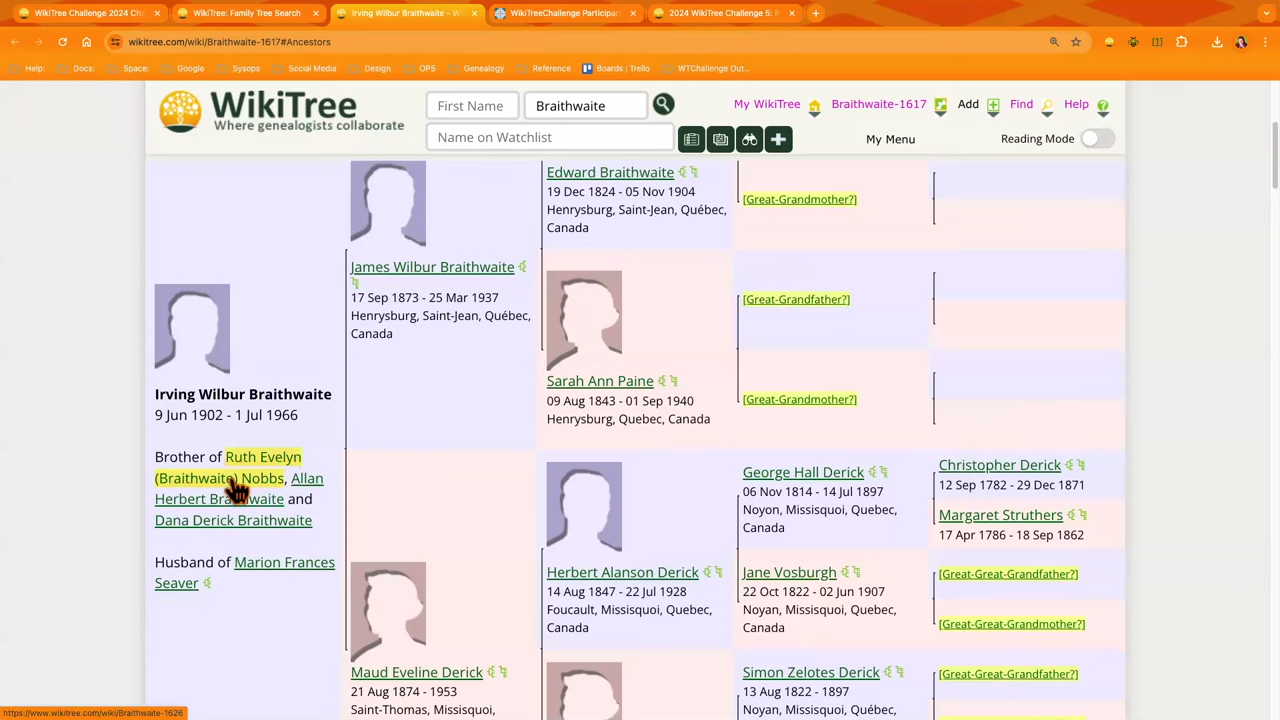 WikiTree Challenge 2024 Cha
WikiTree: Family Tree Search
Irving Wilbur Braithwaite - W
WikiTreeChallenge Participan
2024 WikiTree Challenge 5: R
wikitree.com/wiki/Braithwaite-1617#Ancestors
Help:
Docs:
Space:
Google
Sysops
Social Media
Design
OPS
Genealogy
Reference
Boards | Trello
WTChallenge Out...
WikiTree
Where genealogists collaborate
First Name
Braithwaite
My WikiTree
Braithwaite-1617
Add
Find
Help
Name on Watchlist
My Menu
Reading Mode
Irving Wilbur Braithwaite
9 Jun 1902 - 1 Jul 1966
Brother of Ruth Evelyn
(Braithwaite) Nobbs, Allan
Herbert Braithwaite and
Dana Derick Braithwaite
Husband of Marion Frances
Seaver
James Wilbur Braithwaite
17 Sep 1873 - 25 Mar 1937
Henrysburg, Saint-Jean, Québec,
Canada
Maud Eveline Derick
21 Aug 1874 - 1953
Saint-Thomas, Missisquoi,
Edward Braithwaite
19 Dec 1824 - 05 Nov 1904
Henrysburg, Saint-Jean, Québec,
Canada
Sarah Ann Paine
09 Aug 1843 - 01 Sep 1940
Henrysburg, Quebec, Canada
Herbert Alanson Derick
14 Aug 1847 - 22 Jul 1928
Foucault, Missisquoi, Quebec,
Canada
[Great-Grandmother?]
[Great-Grandfather?]
[Great-Grandmother?]
George Hall Derick
06 Nov 1814 - 14 Jul 1897
Noyon, Missisquoi, Quebec,
Canada
Jane Vosburgh
22 Oct 1822 - 02 Jun 1907
Noyan, Missisquoi, Quebec,
Canada
Simon Zelotes Derick
13 Aug 1822 - 1897
Noyan, Missisquoi, Quebec,
Christopher Derick
12 Sep 1782 - 29 Dec 1871
Margaret Struthers
17 Apr 1786 - 18 Sep 1862
[Great-Great-Grandfather?]
[Great-Great-Grandmother?]
[Great-Great-Grandfather?]
https://www.wikitree.com/wiki/Braithwaite-1626